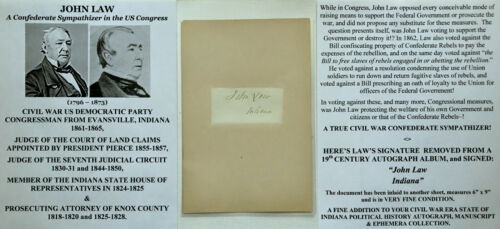 JOHN LAW
A Confederate Sympathizer in the US Congress
(1796 – 1873)
CIVIL WAR US DEMOCRATIC PARTY
CONGRESSMAN FROM EVANSVILLE, INDIANA
1861-1865,
JUDGE OF THE COURT OF LAND CLAIMS
APPOINTED BY PRESIDENT PIERCE 1855-1857,
JUDGE OF THE SEVENTH JUDICIAL CIRCUIT
1830-31 and 1844-1850,
MEMBER OF THE INDIANA STATE HOUSE OF
REPRESENTATIVES IN 1824-1825
&
PROSECUTING ATTORNEY OF KNOX COUNTY
1818-1820 and 1825-1828.
John Law
Indiana
While in Congress, John Law opposed every conceivable mode of
raising means to support the Federal Government or prosecute the
war, and did not propose any substitute for these measures. The
question presents itself, was John Law voting to support the
Government or destroy it!? In 1862, Law also voted against the
Bill confiscating property of Confederate Rebels to pay the
expenses of the rebellion, and on the same day voted against "the
Bill to free slaves of rebels engaged in or abetting the rebellion."
He voted against a resolution condemning the use of Union
soldiers to run down and return fugitive slaves of rebels, and
voted against a Bill prescribing an oath of loyalty to the Union for
officers of the Federal Government!
In voting against these, and many more, Congressional measures,
was John Law protecting the welfare of his own Government and
citizens or that of the Confederate Rebels~!
A TRUE CIVIL WAR CONFEDERATE SYMPATHIZER!
<>
HERE'S LAW'S SIGNATURE REMOVED FROM A
19th CENTURY AUTOGRAPH ALBUM, and SIGNED:
"John Law
Indiana"
The document has been inlaid to another sheet, measures 6" x 9"
and is in VERY FINE CONDITION.
A FINE ADDITION TO YOUR CIVIL WAR ERA STATE OF
INDIANA POLITICAL HISTORY AUTOGRAPH, MANUSCRIPT
& EPHEMERA COLLECTION.